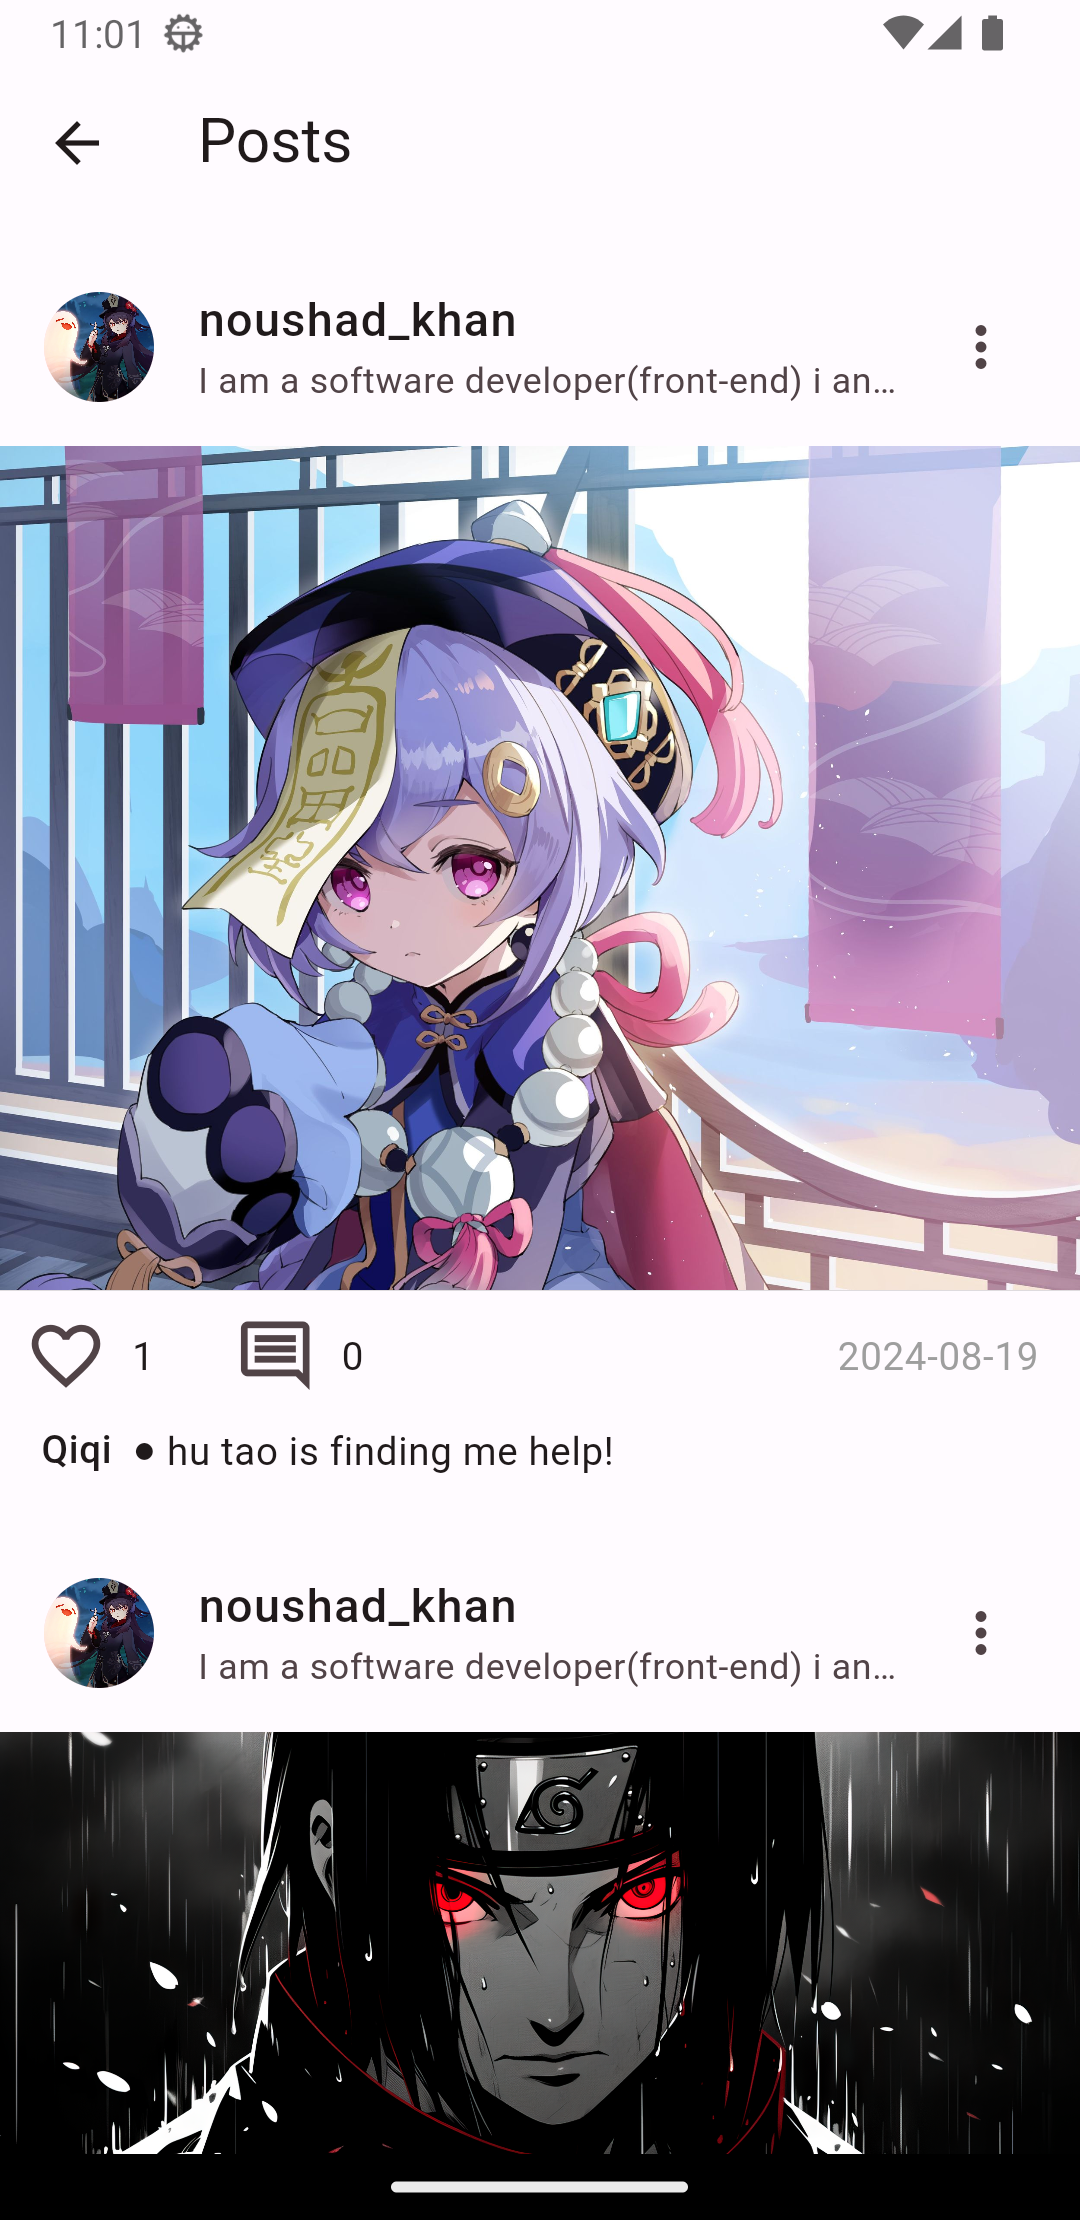 11:01
Posts
noushad_khan
I am a software developer(front-end) i an...
1
0
2024-08-19
Qiqi ● hu tao is finding me help!
noushad_khan
I am a software developer(front-end) i an...